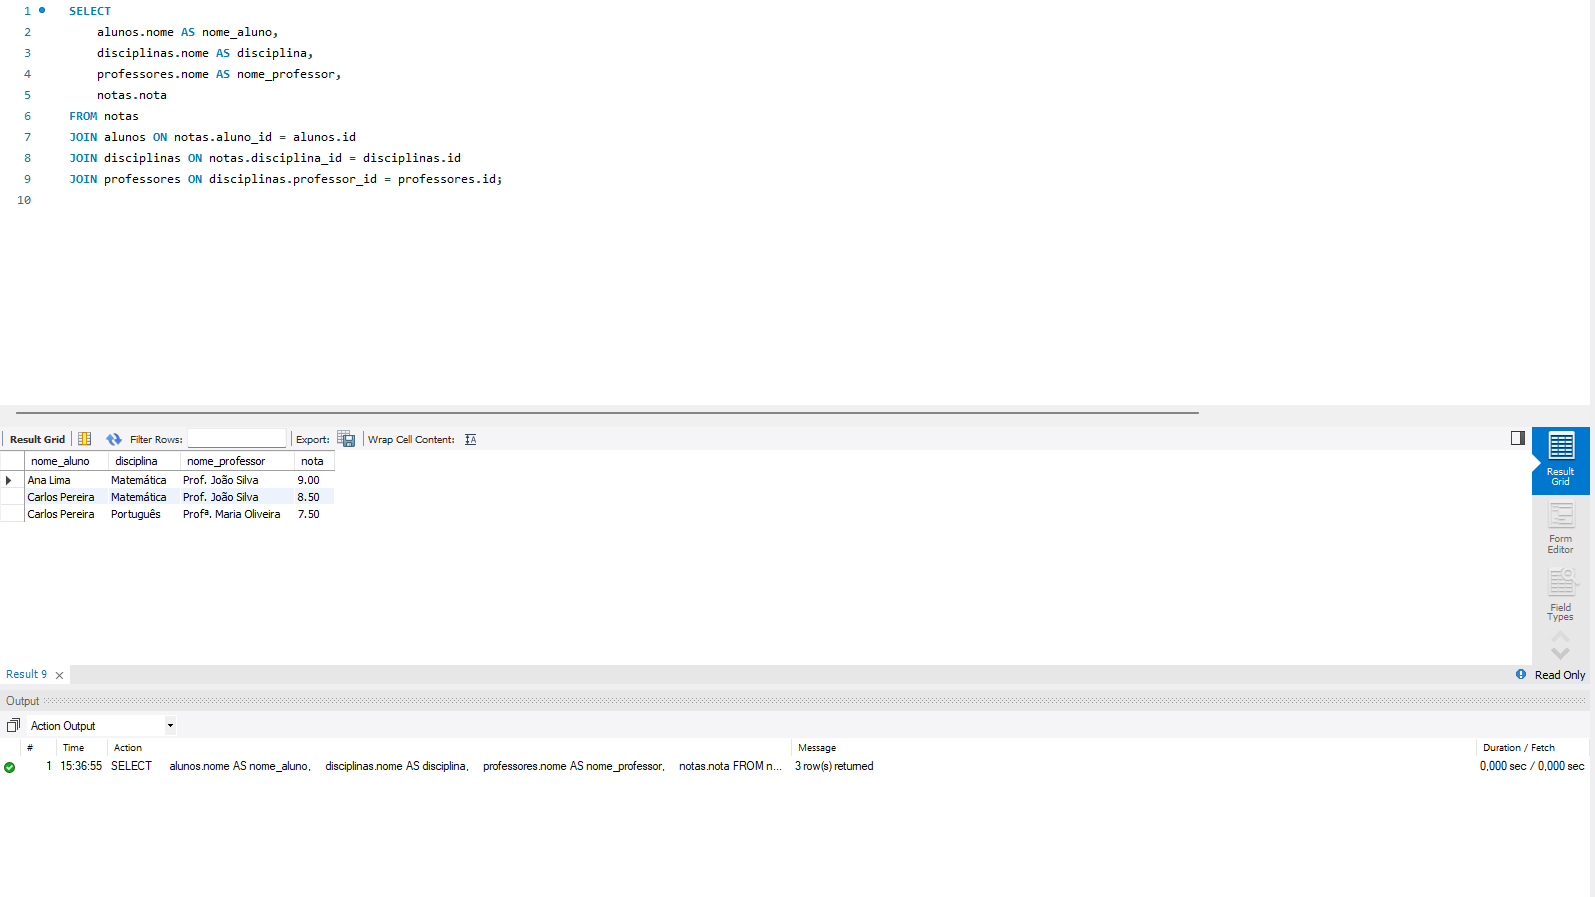 1 SELECT
2 alunos.nome AS nome_aluno,
3 disciplinas.nome AS disciplina,
4 professores.nome AS nome_professor,
5 notas.nota
6 FROM notas
7 JOIN alunos ON notas.aluno_id = alunos.id
8 JOIN disciplinas ON notas.disciplina_id = disciplinas.id
9 JOIN professores ON disciplinas.professor_id = professores.id;
10
Result Grid Filter Rows: Export: Wrap Cell Content: IA
nome_aluno disciplina nome_professor nota
Ana Lima Matemática Prof. João Silva 9.00
Carlos Pereira Matemática Prof. João Silva 8.50
Carlos Pereira Português Profª. Maria Oliveira 7.50
Result
Grid
Form
Editor
Field
Types
Result 9 Read Only
Output
Action Output
# Time Action Message Duration / Fetch
1 15:36:55 SELECT alunos.nome AS nome_aluno, disciplinas.nome AS disciplina, professores.nome AS nome_professor, notas.nota FROM n... 3 row(s) returned 0,000 sec / 0,000 sec